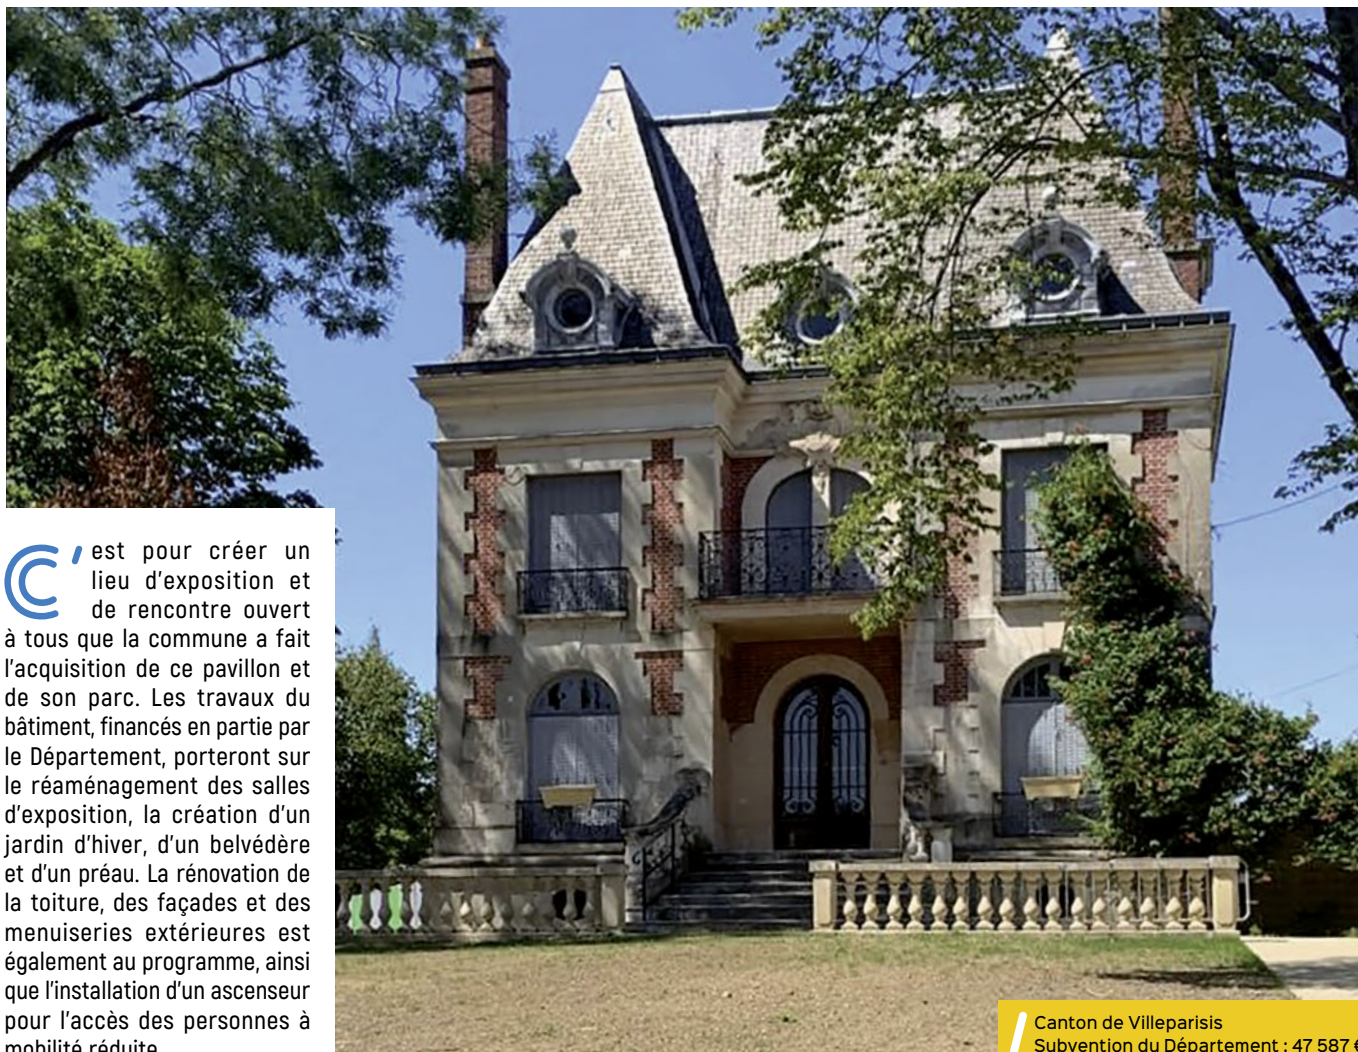 C'est pour créer un
lieu d'exposition et
de rencontre ouvert
à tous que la commune a fait
l'acquisition de ce pavillon et
de son parc. Les travaux du
bâtiment, financés en partie par
le Département, porteront sur
le réaménagement des salles
d'exposition, la création d'un
jardin d'hiver, d'un belvédère
et d'un préau. La rénovation de
la toiture, des façades et des
menuiseries extérieures est
également au programme, ainsi
que l'installation d'un ascenseur
pour l'accès des personnes à
mobilité réduite
Canton de Villeparisis
Subvention du Département : 47 587 €